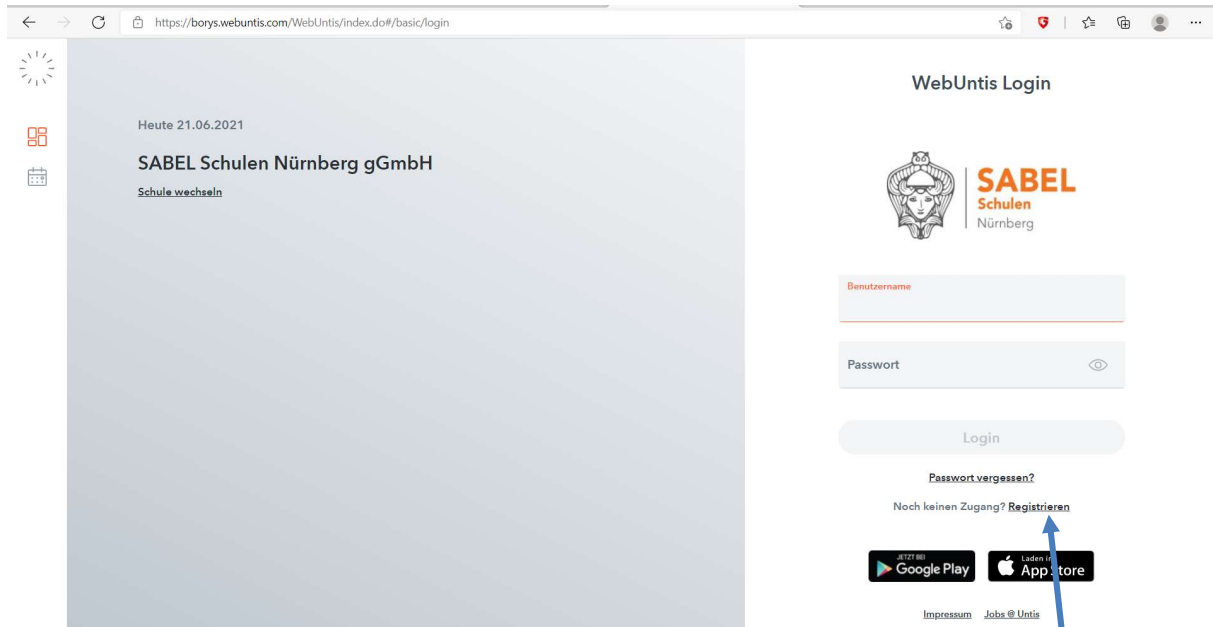 https://borys.webuntis.com/WebUntis/index.do#/basic/login
WebUntis Login
Heute 21.06.2021
SABEL Schulen Nürnberg gGmbH
Schule wechseln
SABEL
Schulen
Nürnberg
Benutzername
Passwort
Login
Passwort vergessen?
Noch keinen Zugang? Registrieren
JETZT BEI
Google Play
Laden
App Store
Impressum Jobs @ Untis